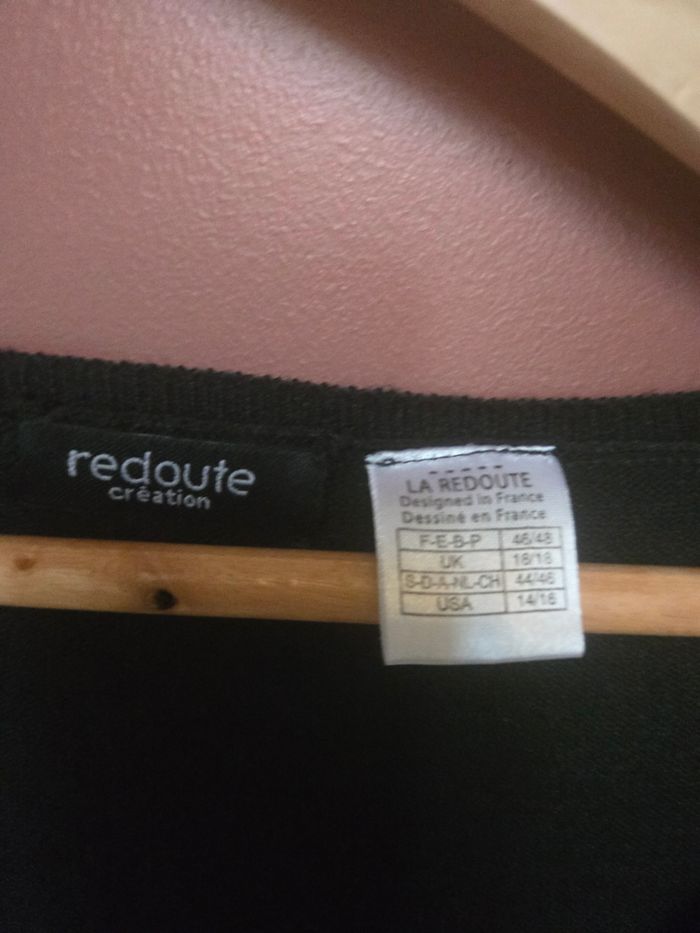 redoute
création
LA REDOUTE
Designed in France
Dessiné en France
F-E-B-P 46/48
UK 16/18
S-D-A-NL-CH 44/46
USA 14/16